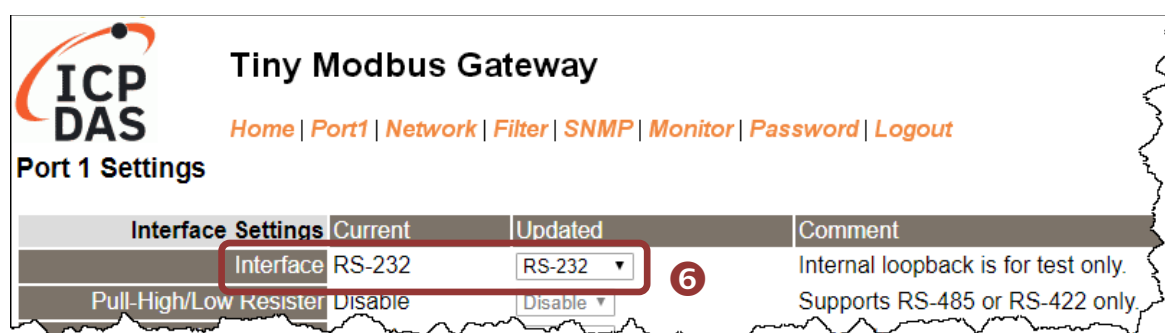 ICP
DAS
Tiny Modbus Gateway
Home | Port1 | Network | Filter | SNMP | Monitor | Password | Logout
Port 1 Settings
Interface Settings Current Updated Comment
Interface RS-232 RS-232 Internal loopback is for test only.
6
Pull-High/Low Resister Disable Disable Supports RS-485 or RS-422 only.